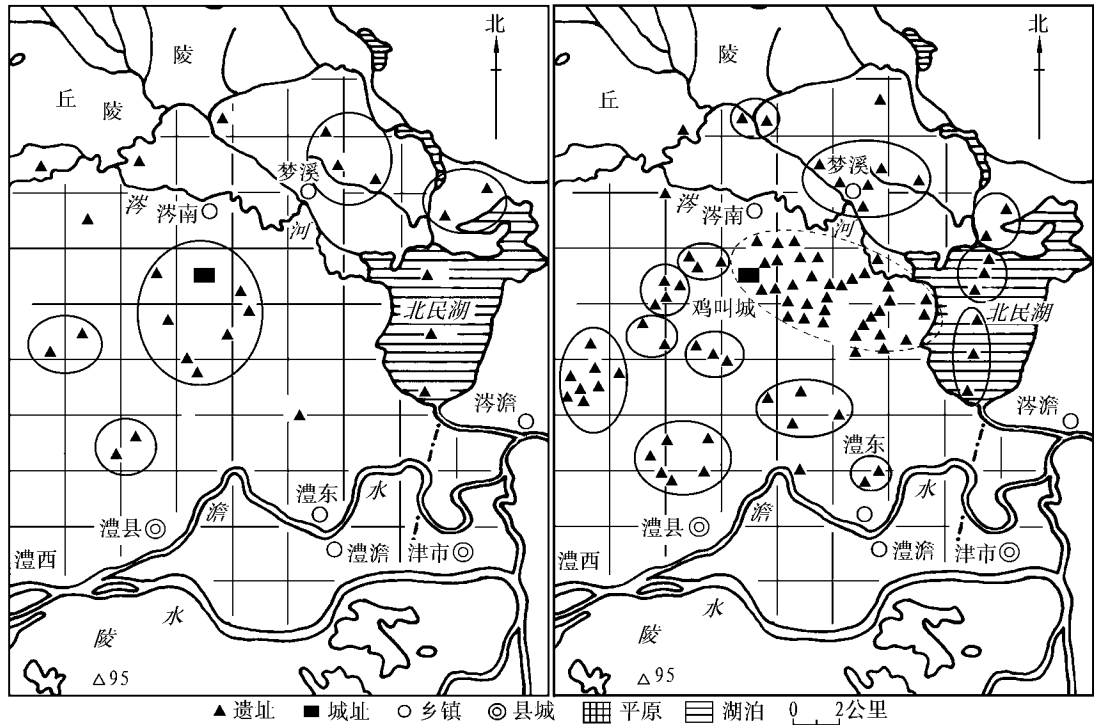 北
陵
丘
陵
梦溪
涔
涔南
河
北民湖
涔澹
澧东
水
澹
澧县
澧澹
津市
澧西
水
陵
95
北
陵
丘
陵
梦溪
涔
涔南
河
鸡叫城
北民湖
涔澹
澧东
水
澹
澧县
澧澹
津市
澧西
水
陵
95
遗址 城址 乡镇 县城 平原 湖泊 0 2公里